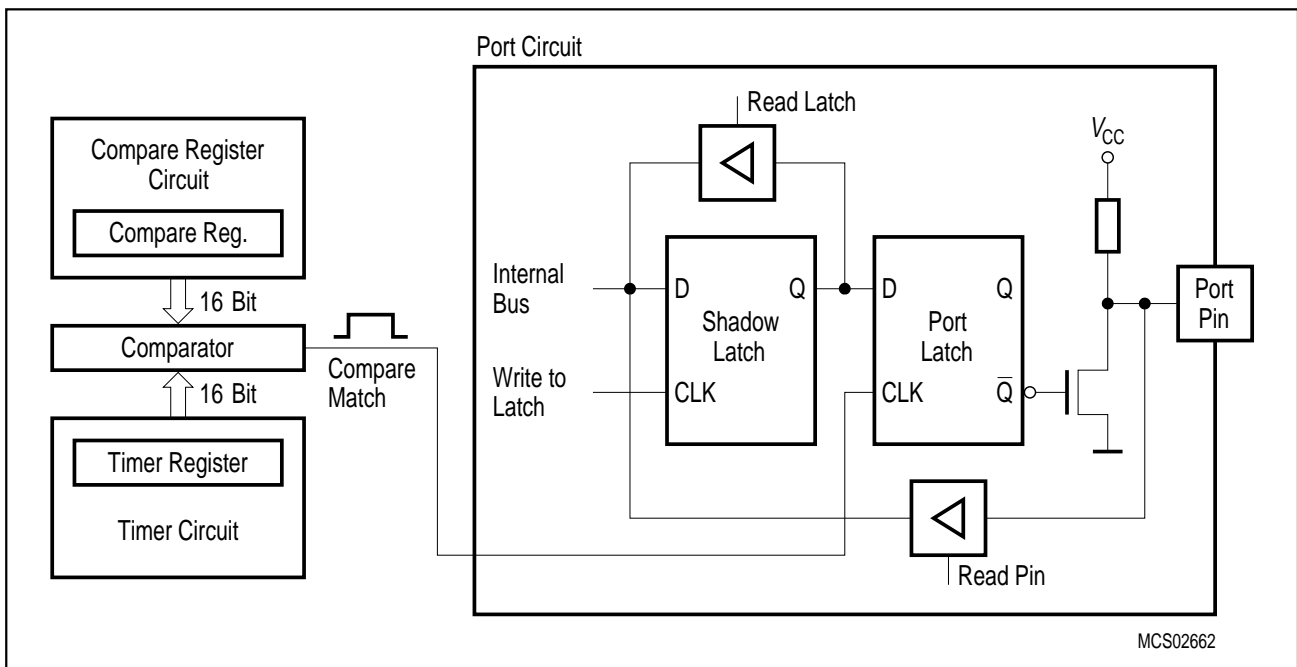 Port Circuit
Compare Register
Circuit
Compare Reg.
16 Bit
Comparator
16 Bit
Timer Register
Timer Circuit
Compare
Match
Read Latch
Internal
Bus
Write to
Latch
D
Q
Shadow
Latch
CLK
D
Q
Port
Latch
CLK
Q̅
VCC
Port
Pin
Read Pin
MCS02662